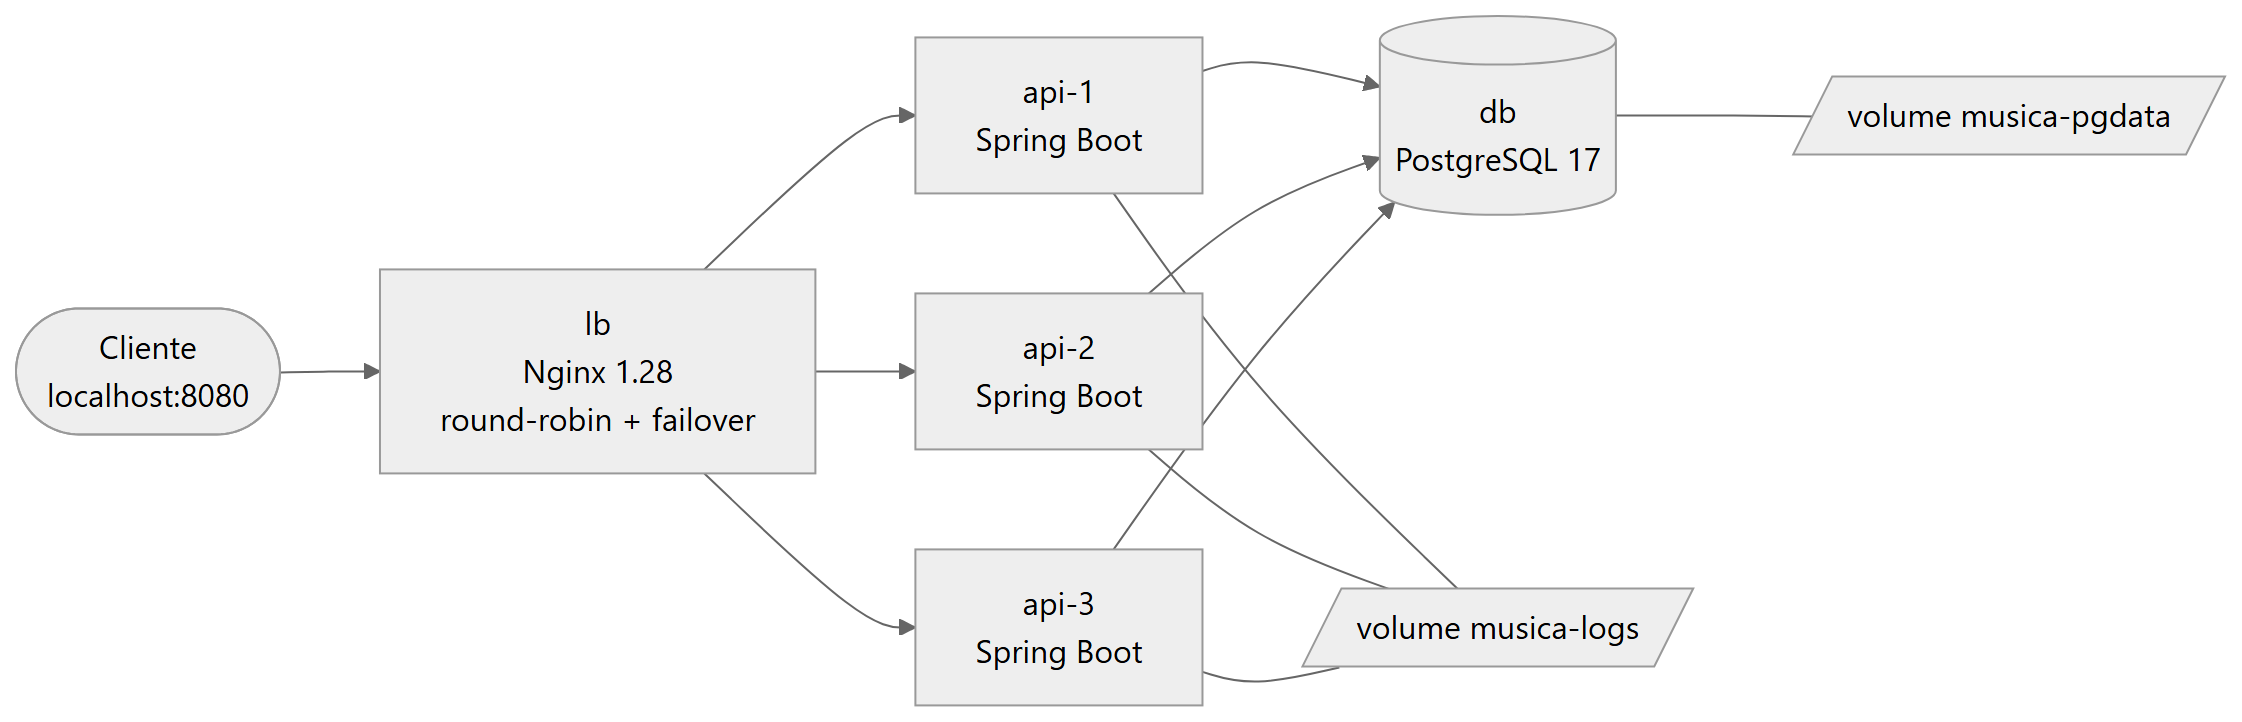 Cliente
localhost:8080
lb
Nginx 1.28
round-robin + failover
api-1
Spring Boot
api-2
Spring Boot
api-3
Spring Boot
db
PostgreSQL 17
volume musica-pgdata
volume musica-logs